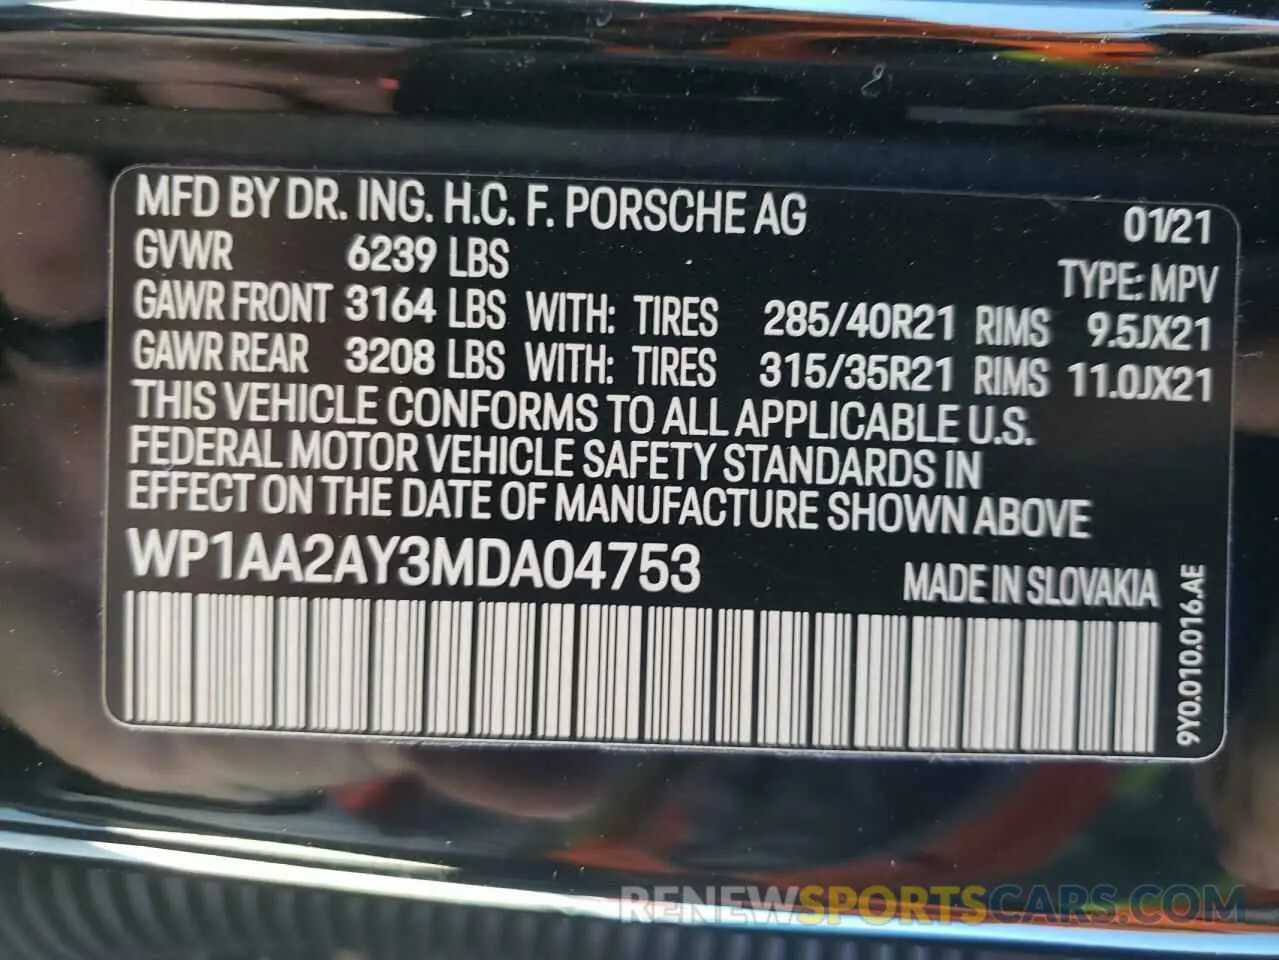 MFD BY DR. ING. H.C. F. PORSCHE AG 01/21
GVWR 6239 LBS TYPE: MPV
GAWR FRONT 3164 LBS WITH: TIRES 285/40R21 RIMS 9.5JX21
GAWR REAR 3208 LBS WITH: TIRES 315/35R21 RIMS 11.0JX21
THIS VEHICLE CONFORMS TO ALL APPLICABLE U.S.
FEDERAL MOTOR VEHICLE SAFETY STANDARDS IN
EFFECT ON THE DATE OF MANUFACTURE SHOWN ABOVE
WP1AA2AY3MDA04753 MADE IN SLOVAKIA
9Y0.010.016.AE
RENEWSPORTSCARS.COM